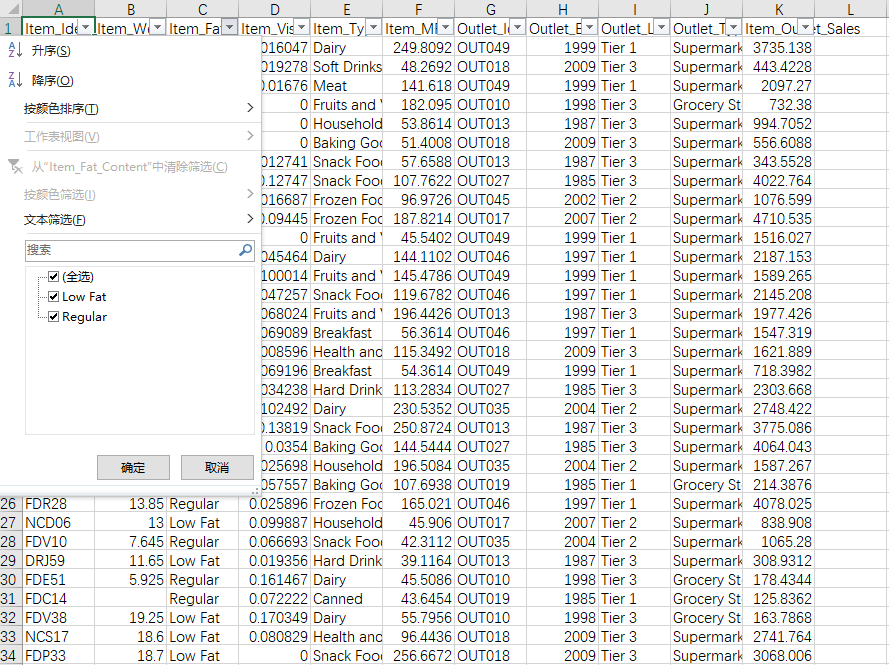 A B C D E F G H I J K L
1 Item_Ide Item_We Item_Fa Item_Vis Item_Ty Item_MR Outlet_Id Outlet_E Outlet_L Outlet_Ty Item_Outlet_Sales
升序(S)
降序(O)
按颜色排序(T)
工作表视图(V)
从"Item_Fat_Content"中清除筛选(C)
按颜色筛选(I)
文本筛选(F)
搜索
(全选)
Low Fat
Regular
确定 取消
016047 Dairy 249.8092 OUT049 1999 Tier 1 Supermark 3735.138
019278 Soft Drinks 48.2692 OUT018 2009 Tier 3 Supermark 443.4228
.01676 Meat 141.618 OUT049 1999 Tier 1 Supermark 2097.27
0 Fruits and V 182.095 OUT010 1998 Tier 3 Grocery St 732.38
0 Household 53.8614 OUT013 1987 Tier 3 Supermark 994.7052
0 Baking Goo 51.4008 OUT018 2009 Tier 3 Supermark 556.6088
012741 Snack Foo 57.6588 OUT013 1987 Tier 3 Supermark 343.5528
.12747 Snack Foo 107.7622 OUT027 1985 Tier 3 Supermark 4022.764
016687 Frozen Foo 96.9726 OUT045 2002 Tier 2 Supermark 1076.599
.09445 Frozen Foo 187.8214 OUT017 2007 Tier 2 Supermark 4710.535
0 Fruits and V 45.5402 OUT049 1999 Tier 1 Supermark 1516.027
045464 Dairy 144.1102 OUT046 1997 Tier 1 Supermark 2187.153
100014 Fruits and V 145.4786 OUT049 1999 Tier 1 Supermark 1589.265
047257 Snack Foo 119.6782 OUT046 1997 Tier 1 Supermark 2145.208
068024 Fruits and V 196.4426 OUT013 1987 Tier 3 Supermark 1977.426
069089 Breakfast 56.3614 OUT046 1997 Tier 1 Supermark 1547.319
008596 Health and 115.3492 OUT018 2009 Tier 3 Supermark 1621.889
069196 Breakfast 54.3614 OUT049 1999 Tier 1 Supermark 718.3982
034238 Hard Drink 113.2834 OUT027 1985 Tier 3 Supermark 2303.668
102492 Dairy 230.5352 OUT035 2004 Tier 2 Supermark 2748.422
.13819 Snack Foo 250.8724 OUT013 1987 Tier 3 Supermark 3775.086
0.0354 Baking Goo 144.5444 OUT027 1985 Tier 3 Supermark 4064.043
025698 Household 196.5084 OUT035 2004 Tier 2 Supermark 1587.267
057557 Baking Goo 107.6938 OUT019 1985 Tier 1 Grocery St 214.3876
26 FDR28 13.85 Regular 0.025896 Frozen Foo 165.021 OUT046 1997 Tier 1 Supermark 4078.025
27 NCD06 13 Low Fat 0.099887 Household 45.906 OUT017 2007 Tier 2 Supermark 838.908
28 FDV10 7.645 Regular 0.066693 Snack Foo 42.3112 OUT035 2004 Tier 2 Supermark 1065.28
29 DRJ59 11.65 Low Fat 0.019356 Hard Drink 39.1164 OUT013 1987 Tier 3 Supermark 308.9312
30 FDE51 5.925 Regular 0.161467 Dairy 45.5086 OUT010 1998 Tier 3 Grocery St 178.4344
31 FDC14 Regular 0.072222 Canned 43.6454 OUT019 1985 Tier 1 Grocery St 125.8362
32 FDV38 19.25 Low Fat 0.170349 Dairy 55.7956 OUT010 1998 Tier 3 Grocery St 163.7868
33 NCS17 18.6 Low Fat 0.080829 Health and 96.4436 OUT018 2009 Tier 3 Supermark 2741.764
34 FDP33 18.7 Low Fat 0 Snack Foo 256.6672 OUT018 2009 Tier 3 Supermark 3068.006